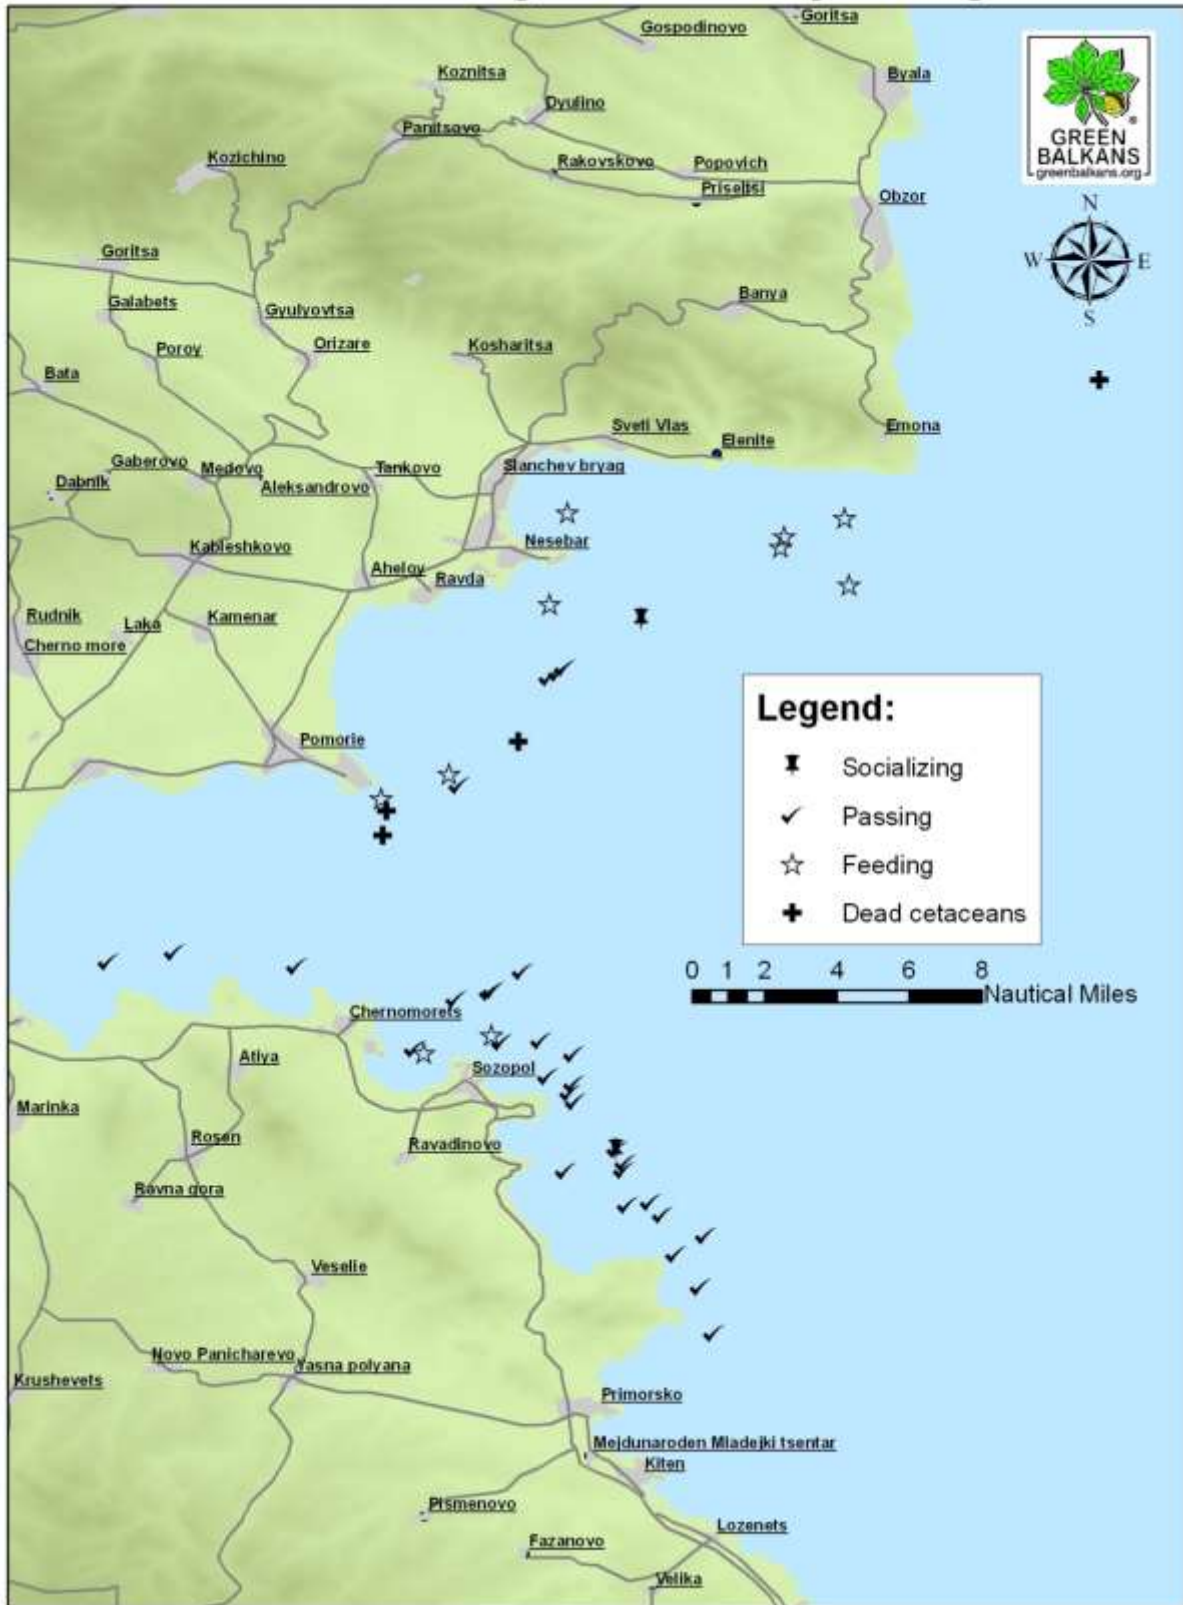 Goritsa
Gospodinovo
Koznitsa
Byala
Dyulino
Panitsovo
GREEN
BALKANS
greenbalkans.org
®
Kozichino
Rakovskovo
Popovich
Priseltsi
Obzor
N
W
E
S
Goritsa
Galabets
Gyulyovtsa
Banya
Poroy
Orizare
Kosharitsa
Bata
Sveti Vlas
Emona
Elenite
Gaberovo
Medovo
Tankovo
Slanchev bryag
Dabnik
Aleksandrovo
Kableshkovo
Nesebar
Aheloy
Ravda
Rudnik
Laka
Kamenar
Cherno more
Pomorie
Legend:
Socializing
Passing
Feeding
Dead cetaceans
0 1 2 4 6 8
Nautical Miles
Chernomorets
Atiya
Sozopol
Marinka
Rosen
Ravadinovo
Ravna gora
Veselie
Novo Panicharevo
Yasna polyana
Krushevets
Primorsko
Mejdunaroden Mladejki tsentar
Kiten
Pismenovo
Lozenets
Fazanovo
Velika